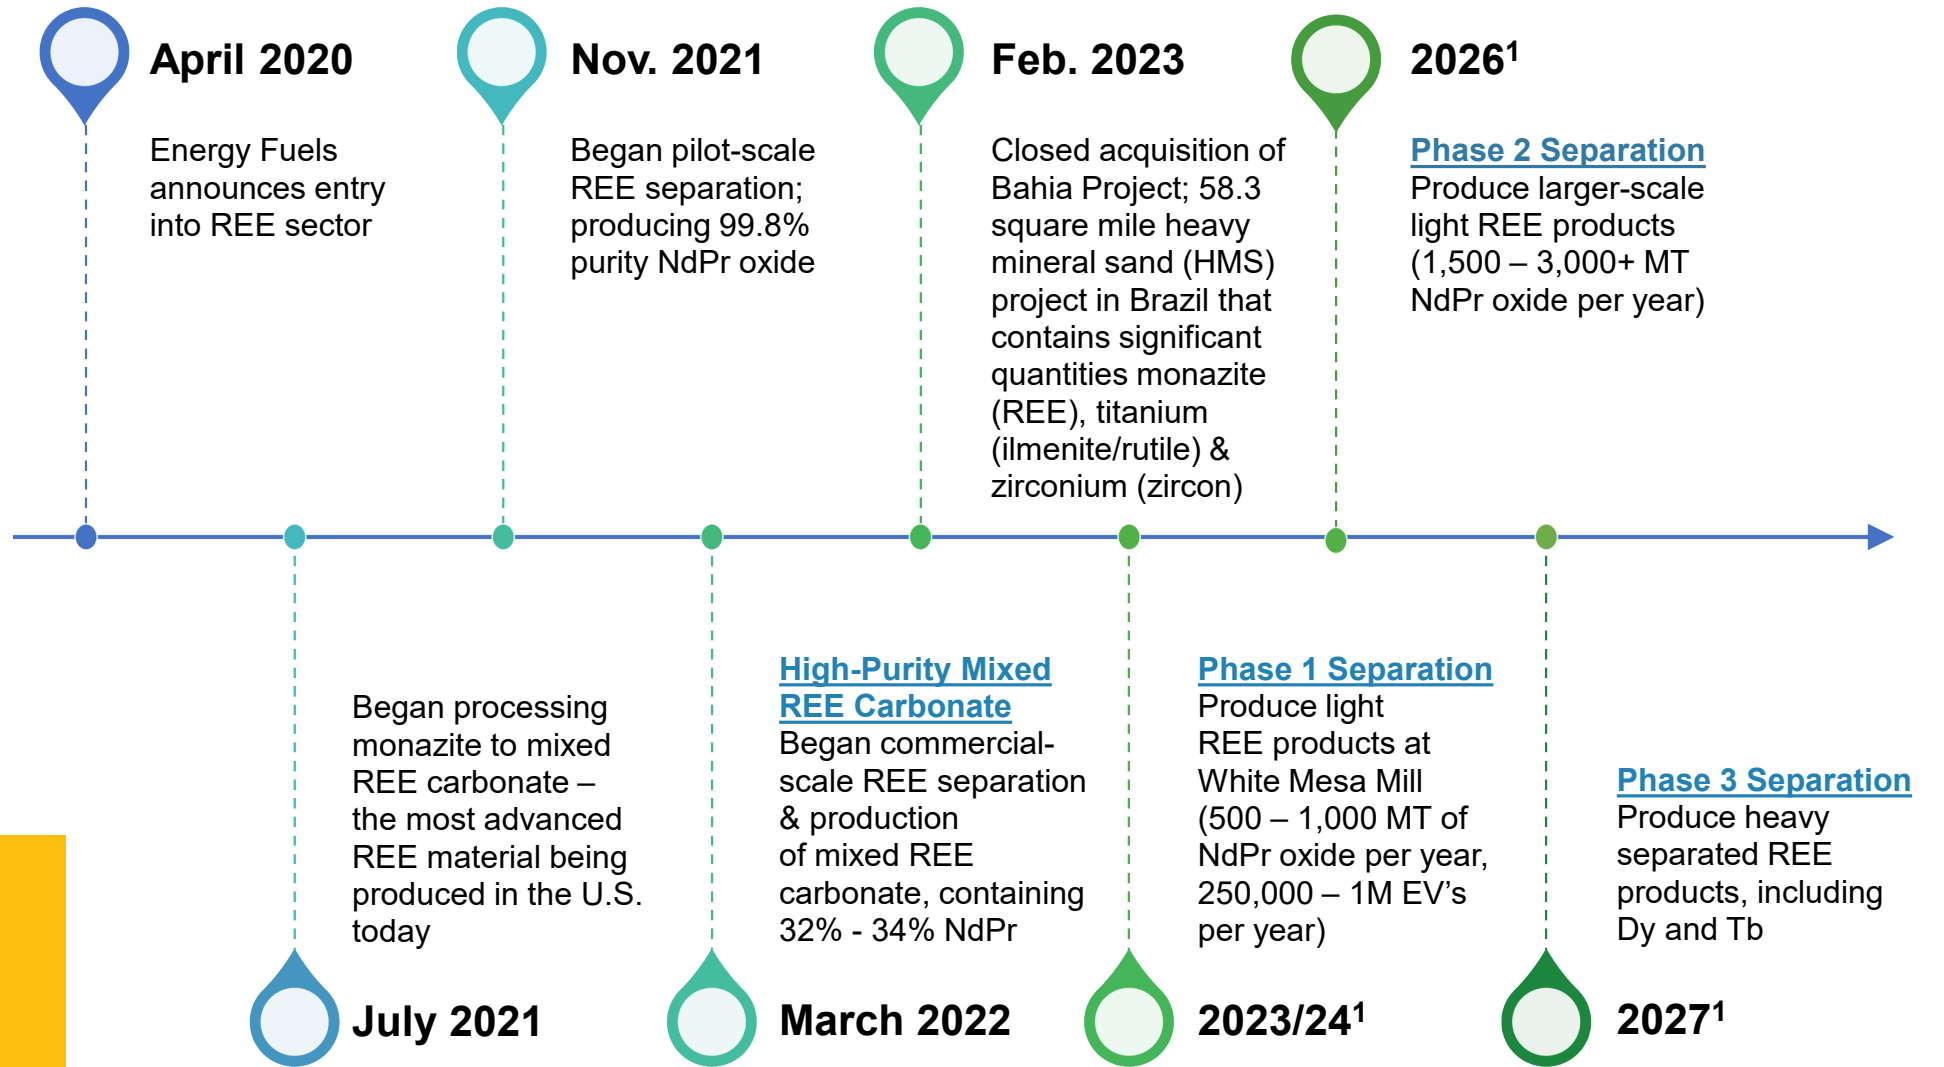 April 2020
Energy Fuels
announces entry
into REE sector
July 2021
Began processing
monazite to mixed
REE carbonate –
the most advanced
REE material being
produced in the U.S.
today
Nov. 2021
Began pilot-scale
REE separation;
producing 99.8%
purity NdPr oxide
March 2022
High-Purity Mixed
REE Carbonate
Began commercial-
scale REE separation
& production
of mixed REE
carbonate, containing
32% - 34% NdPr
Feb. 2023
Closed acquisition of
Bahia Project; 58.3
square mile heavy
mineral sand (HMS)
project in Brazil that
contains significant
quantities monazite
(REE), titanium
(ilmenite/rutile) &
zirconium (zircon)
2023/24¹
Phase 1 Separation
Produce light
REE products at
White Mesa Mill
(500 – 1,000 MT of
NdPr oxide per year,
250,000 – 1M EV’s
per year)
2026¹
Phase 2 Separation
Produce larger-scale
light REE products
(1,500 – 3,000+ MT
NdPr oxide per year)
2027¹
Phase 3 Separation
Produce heavy
separated REE
products, including
Dy and Tb